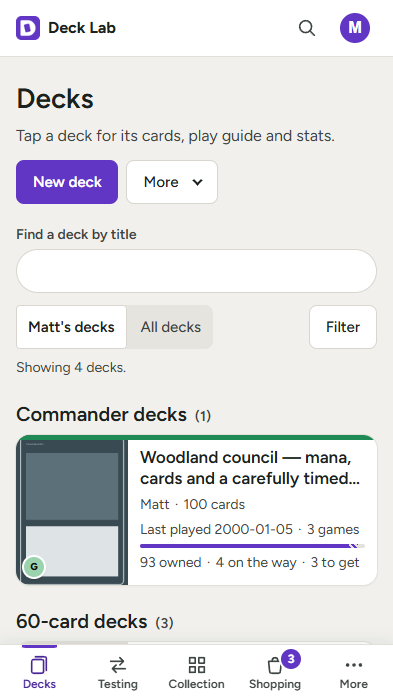 Deck Lab
M
Decks
Tap a deck for its cards, play guide and stats.
New deck
More
Find a deck by title
Matt's decks
All decks
Filter
Showing 4 decks.
Commander decks (1)
Woodland council — mana,
cards and a carefully timed...
Matt · 100 cards
Last played 2000-01-05 · 3 games
G
93 owned · 4 on the way · 3 to get
60-card decks (3)
3
Decks
Testing
Collection
Shopping
More